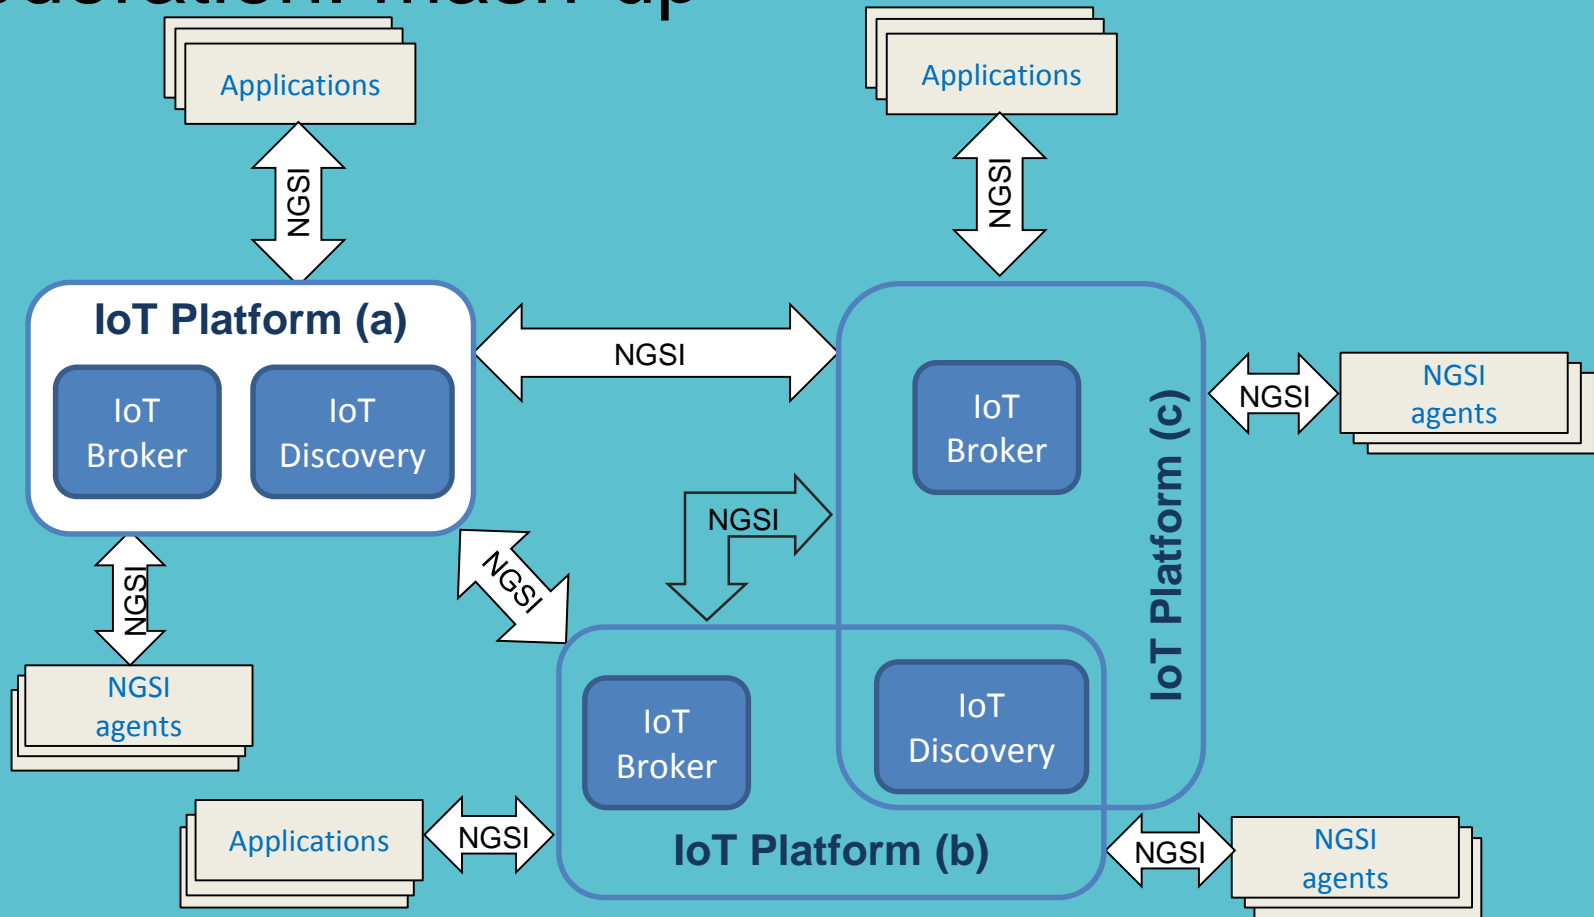 Applications
Applications
NGSI
NGSI
IoT Platform (a)
IoT
Broker
IoT
Discovery
NGSI
IoT
Broker
IoT Platform (c)
NGSI
NGSI
agents
NGSI
NGSI
NGSI
NGSI
agents
IoT
Broker
IoT
Discovery
Applications
NGSI
IoT Platform (b)
NGSI
NGSI
agents